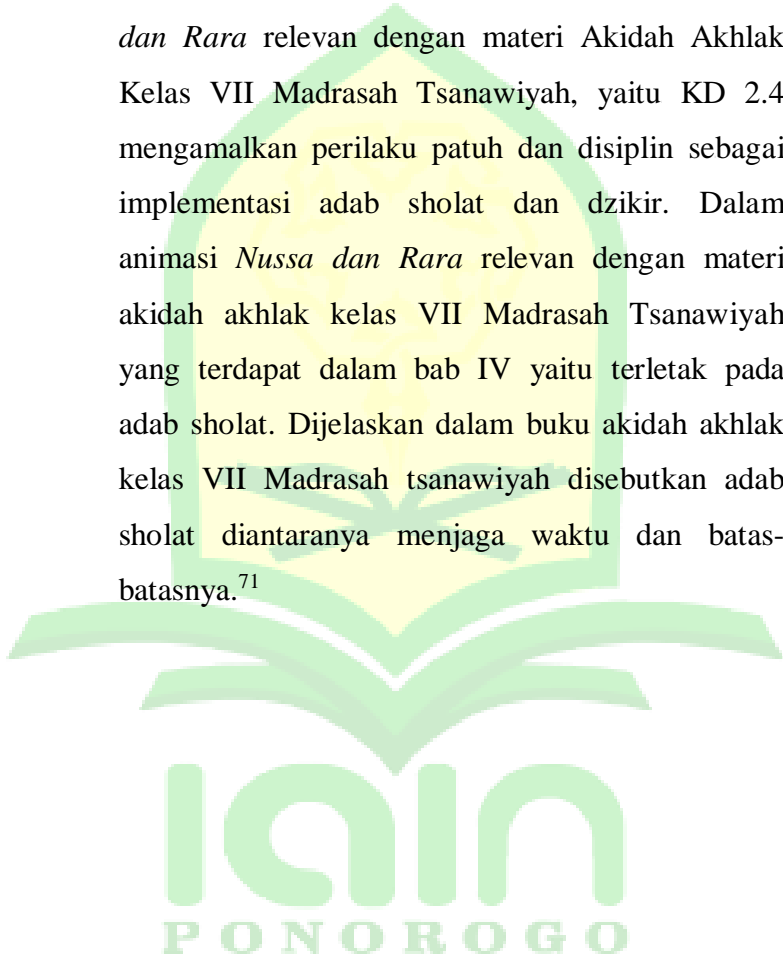 dan Rara relevan dengan materi Akidah Akhlak
Kelas VII Madrasah Tsanawiyah, yaitu KD 2.4
mengamalkan perilaku patuh dan disiplin sebagai
implementasi adab sholat dan dzikir. Dalam
animasi Nussa dan Rara relevan dengan materi
akidah akhlak kelas VII Madrasah Tsanawiyah
yang terdapat dalam bab IV yaitu terletak pada
adab sholat. Dijelaskan dalam buku akidah akhlak
kelas VII Madrasah tsanawiyah disebutkan adab
sholat diantaranya menjaga waktu dan batas-
batasnya.71
iain
PONOROGO